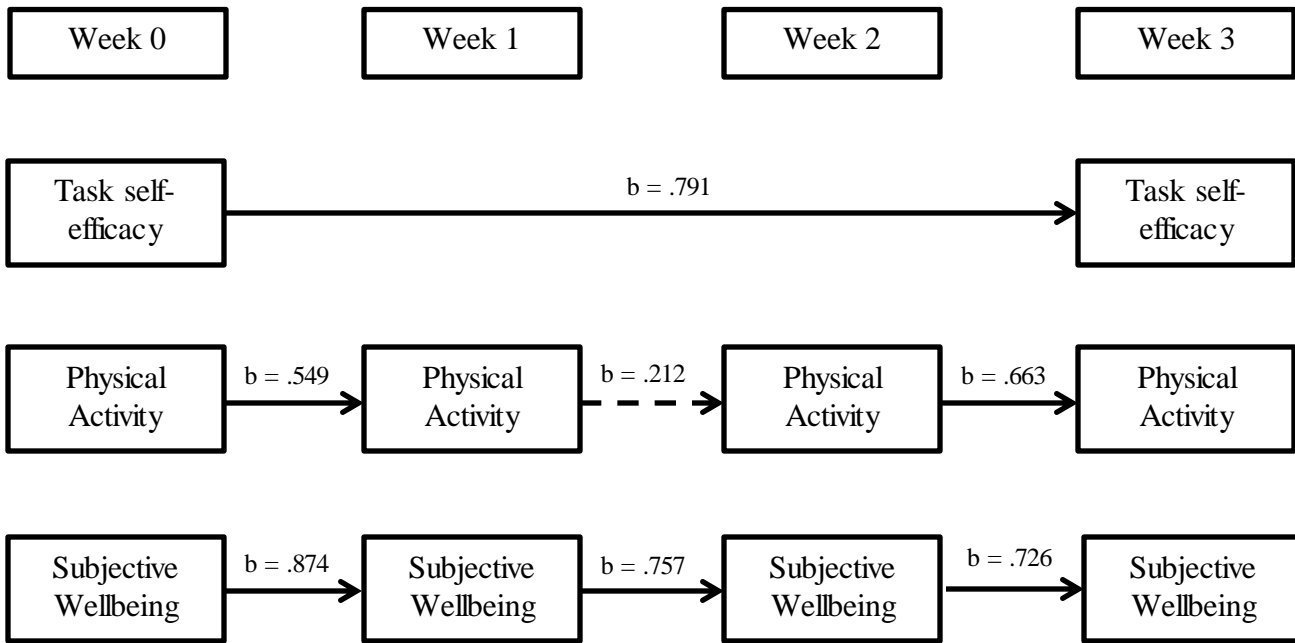 Week 0
Week 1
Week 2
Week 3
Task self-
efficacy
b = .791
Task self-
efficacy
Physical
Activity
b = .549
Physical
Activity
b = .212
Physical
Activity
b = .663
Physical
Activity
Subjective
Wellbeing
b = .874
Subjective
Wellbeing
b = .757
Subjective
Wellbeing
b = .726
Subjective
Wellbeing